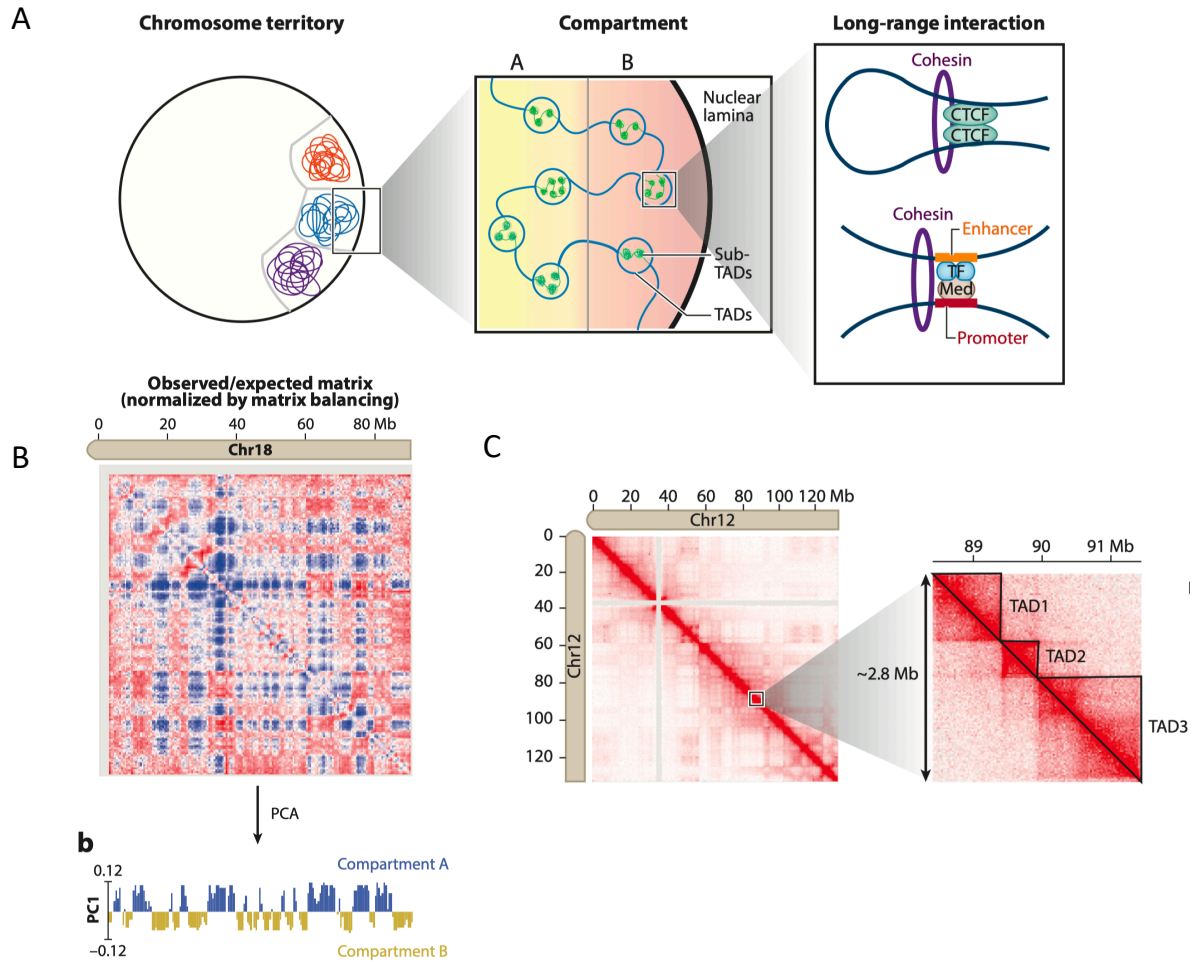 A
Chromosome territory
Compartment
A
B
Nuclear
lamina
Sub-
TADs
TADs
Long-range interaction
Cohesin
CTCF
CTCF
Cohesin
Enhancer
TF
Med
Promoter
B
Observed/expected matrix
(normalized by matrix balancing)
0 20 40 60 80 Mb
Chr18
PCA
b
0.12
PC1
−0.12
Compartment A
Compartment B
C
0 20 40 60 80 100 120 Mb
Chr12
Chr12
0
20
40
60
80
100
120
89 90 91 Mb
~2.8 Mb
TAD1
TAD2
TAD3